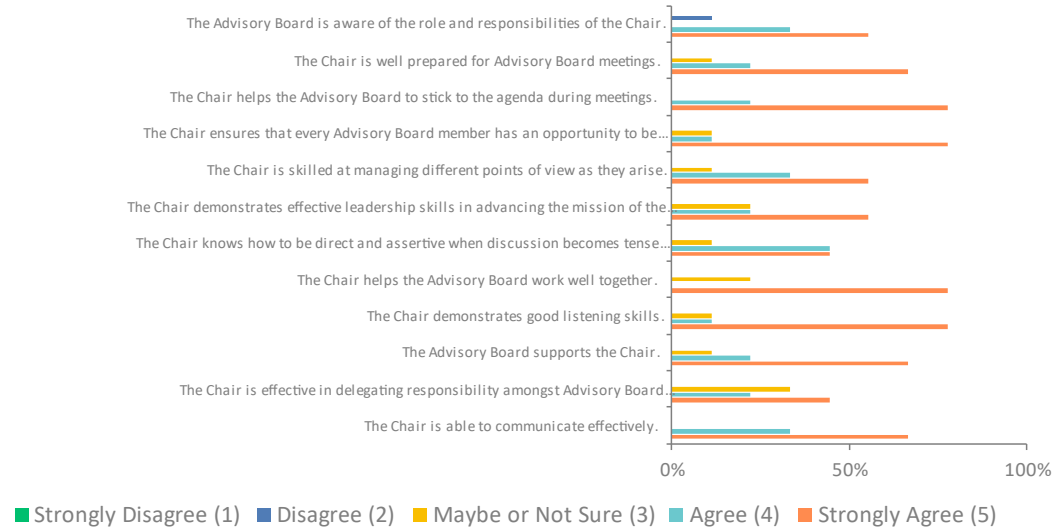 The Advisory Board is aware of the role and responsibilities of the Chair.
The Chair is well prepared for Advisory Board meetings.
The Chair helps the Advisory Board to stick to the agenda during meetings.
The Chair ensures that every Advisory Board member has an opportunity to be...
The Chair is skilled at managing different points of view as they arise.
The Chair demonstrates effective leadership skills in advancing the mission of the...
The Chair knows how to be direct and assertive when discussion becomes tense...
The Chair helps the Advisory Board work well together.
The Chair demonstrates good listening skills.
The Advisory Board supports the Chair.
The Chair is effective in delegating responsibility amongst Advisory Board...
The Chair is able to communicate effectively.
0% 50% 100%
Strongly Disagree (1) Disagree (2) Maybe or Not Sure (3) Agree (4) Strongly Agree (5)